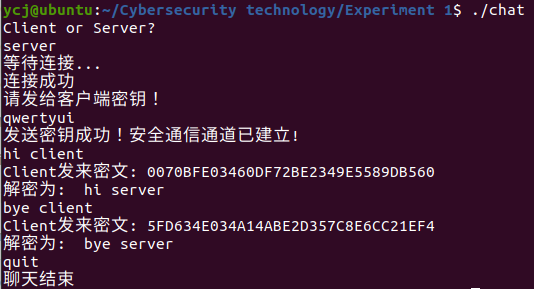 ycj@ubuntu:~/Cybersecurity technology/Experiment 1$ ./chat
Client or Server?
server
等待连接...
连接成功
请发给客户端密钥！
qwertyui
发送密钥成功！安全通信通道已建立!
hi client
Client发来密文: 0070BFE03460DF72BE2349E5589DB560
解密为:  hi server
bye client
Client发来密文: 5FD634E034A14ABE2D357C8E6CC21EF4
解密为:  bye server
quit
聊天结束